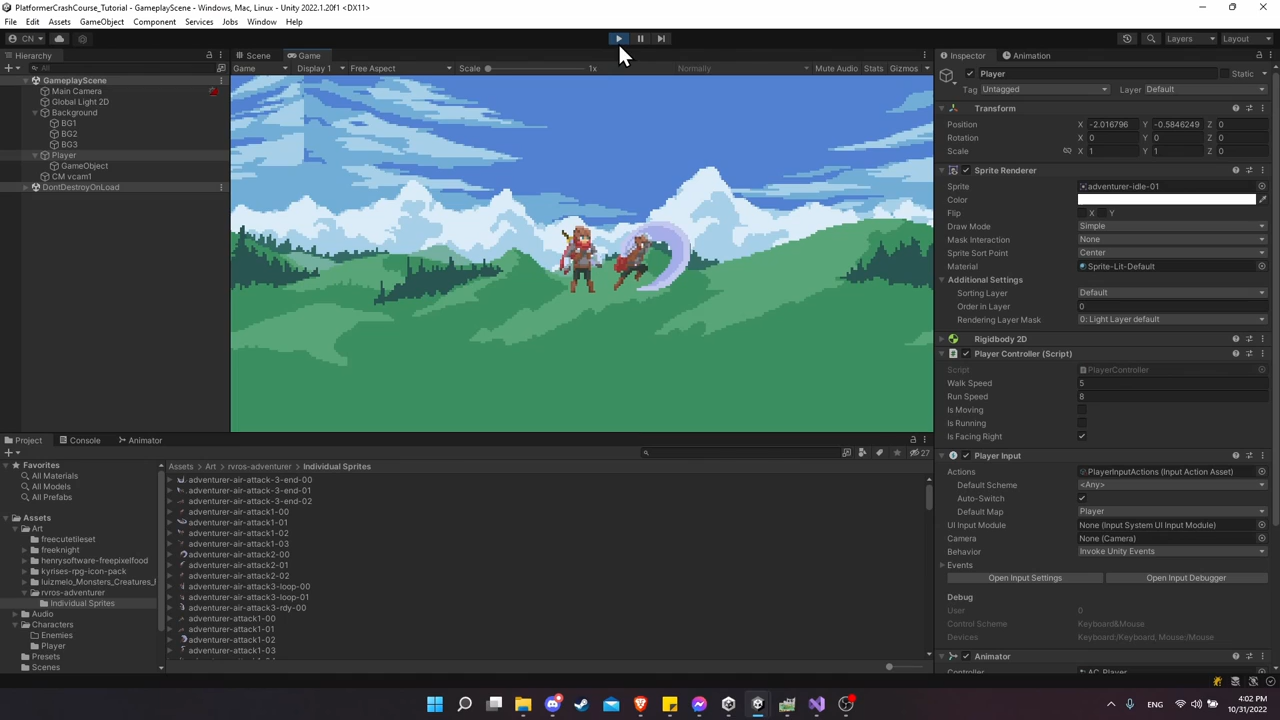 PlatformerCrashCourse_Tutorial - GameplayScene - Windows, Mac, Linux - Unity 2022.1.20f1 <DX11>
File Edit Assets GameObject Component Services Jobs Window Help
CN
Layers
Layout
Hierarchy
All
GameplayScene
Main Camera
Global Light 2D
Background
BG1
BG2
BG3
Player
GameObject
CM vcam1
DontDestroyOnLoad
Scene Game
Game Display 1 Free Aspect Scale 1x Normally Mute Audio Stats Gizmos
Inspector Animation
Player Static
Tag Untagged Layer Default
Transform
Position X -2.016796 Y -0.5846249 Z 0
Rotation X 0 Y 0 Z 0
Scale X 1 Y 1 Z 1
Sprite Renderer
Sprite adventurer-idle-01
Color
Flip X Y
Draw Mode Simple
Mask Interaction None
Sprite Sort Point Center
Material Sprite-Lit-Default
Additional Settings
Sorting Layer Default
Order in Layer 0
Rendering Layer Mask 0: Light Layer default
Rigidbody 2D
Player Controller (Script)
Script PlayerController
Walk Speed 5
Run Speed 8
Is Moving
Is Running
Is Facing Right
Player Input
Actions PlayerInputActions (Input Action Asset)
Default Scheme <Any>
Auto-Switch
Default Map Player
UI Input Module None (Input System UI Input Module)
Camera None (Camera)
Behavior Invoke Unity Events
Events
Open Input Settings Open Input Debugger
Debug
User 0
Control Scheme Keyboard&Mouse
Devices Keyboard:/Keyboard, Mouse:/Mouse
Animator
Controller AC_Player
Project Console Animator
27
Favorites
All Materials
All Models
All Prefabs
Assets
Art
freecutetileset
freeknight
henrysoftware-freepixelfood
kyrises-rpg-icon-pack
luizmelo_Monsters_Creatures_
rvros-adventurer
Individual Sprites
Audio
Characters
Enemies
Player
Presets
Scenes
Assets > Art > rvros-adventurer > Individual Sprites
adventurer-air-attack-3-end-00
adventurer-air-attack-3-end-01
adventurer-air-attack-3-end-02
adventurer-air-attack1-00
adventurer-air-attack1-01
adventurer-air-attack1-02
adventurer-air-attack1-03
adventurer-air-attack2-00
adventurer-air-attack2-01
adventurer-air-attack2-02
adventurer-air-attack3-loop-00
adventurer-air-attack3-loop-01
adventurer-air-attack3-rdy-00
adventurer-attack1-00
adventurer-attack1-01
adventurer-attack1-02
adventurer-attack1-03
ENG
4:02 PM
10/31/2022